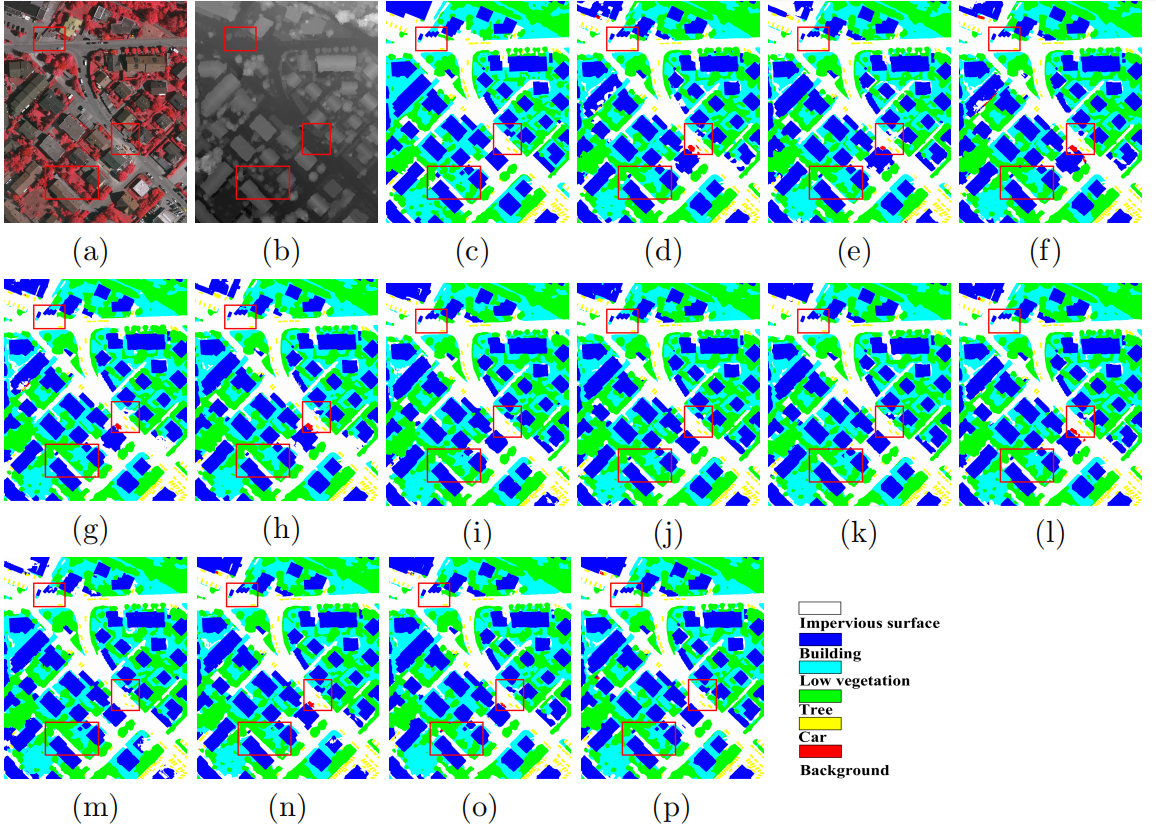 (a) (b) (c) (d) (e) (f)
(g) (h) (i) (j) (k) (l)
Impervious surface
Building
Low vegetation
Tree
Car
Background
(m) (n) (o) (p)